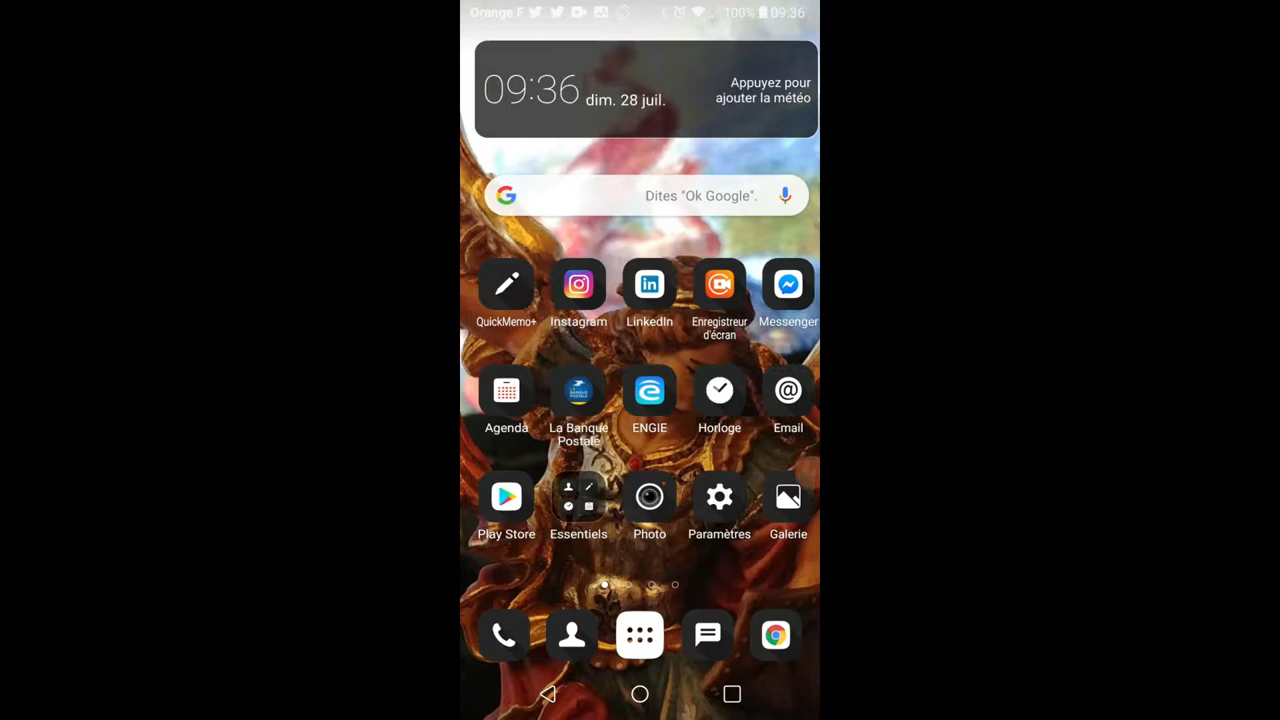 Orange F 100% 09:36
09:36 dim. 28 juil.
Appuyez pour
ajouter la météo
Dites "Ok Google".
QuickMemo+ Instagram LinkedIn Enregistreur d'écran Messenger
Agenda La Banque Postale ENGIE Horloge Email
Play Store Essentiels Photo Paramètres Galerie